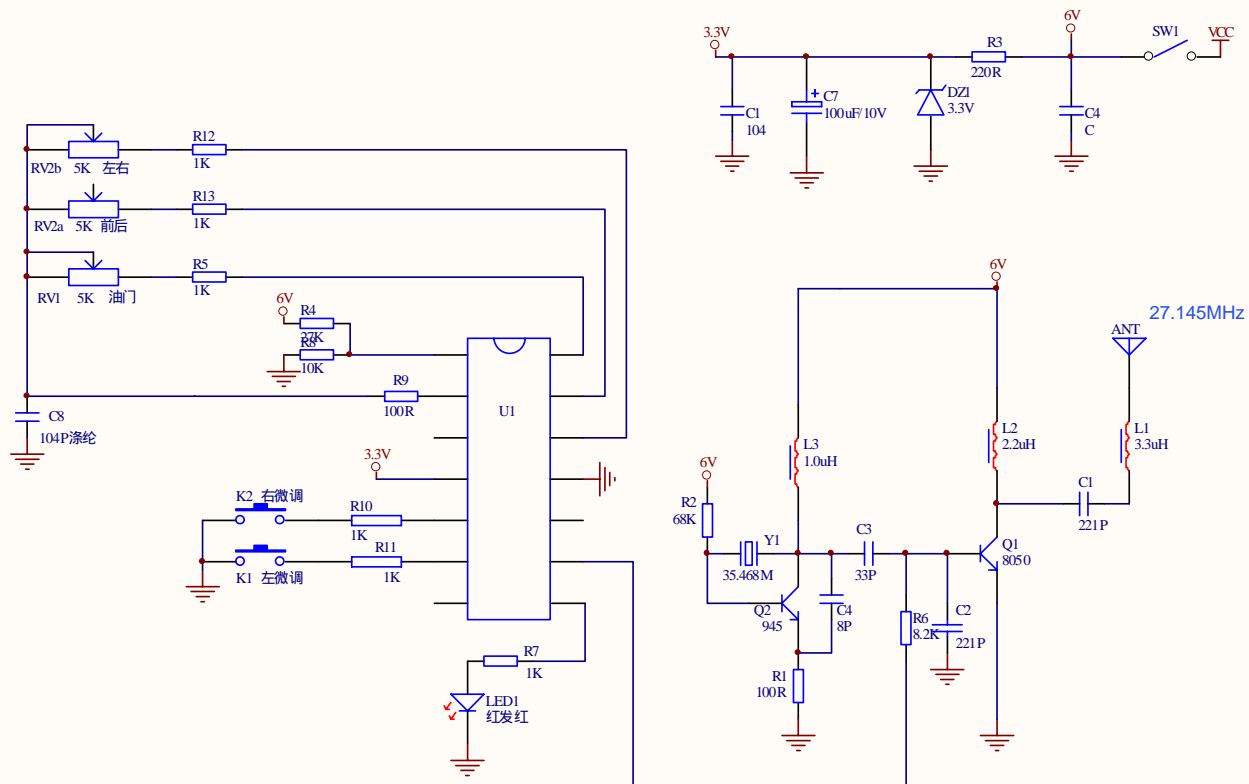 3.3V
6V
SW1
VCC
R3
220R
C1
104
C7
100uF/10V
DZ1
3.3V
C4
C
R12
1K
RV2b 5K 左右
R13
1K
RV2a 5K 前后
R5
1K
RV1 5K 油门
6V
R4
27K
R8
10K
R9
100R
U1
C8
104P涤纶
3.3V
K2 右微调
R10
1K
R11
1K
K1 左微调
R7
1K
LED1
红发红
6V
27.145MHz
ANT
L3
1.0uH
L2
2.2uH
L1
3.3uH
6V
R2
68K
Y1
35.468M
C3
33P
C1
221P
Q1
8050
Q2
945
C4
8P
R6
8.2K
C2
221P
R1
100R